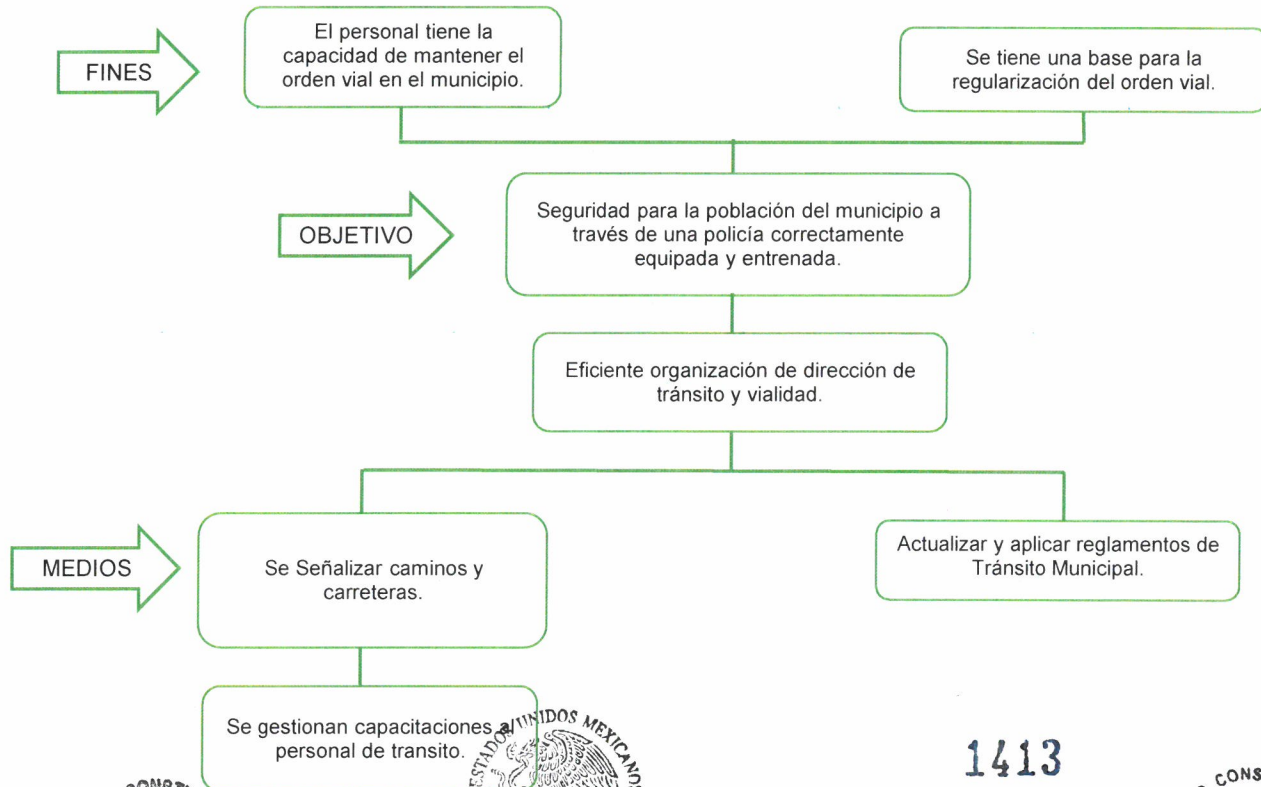 El personal tiene la
capacidad de mantener el
orden vial en el municipio.
FINES
Se tiene una base para la
regularización del orden vial.
OBJETIVO
Seguridad para la población del municipio a
través de una policía correctamente
equipada y entrenada.
Eficiente organización de dirección de
tránsito y vialidad.
MEDIOS
Se Señalizar caminos y
carreteras.
Actualizar y aplicar reglamentos de
Tránsito Municipal.
Se gestionan capacitaciones
personal de transito.
UNIDOS MEXICANOS
ESTADO
1413